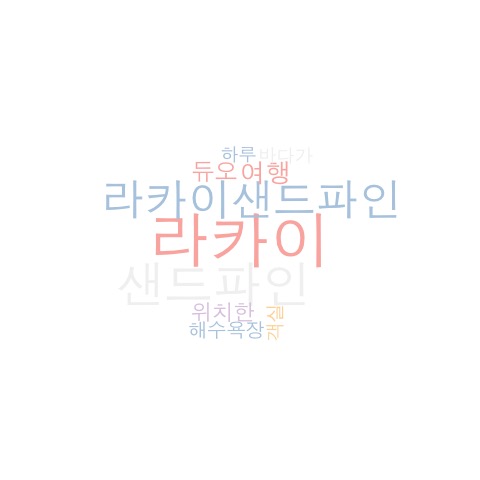 하루 바다가
듀오 여행
라카이샌드파인
라카이
샌드파인
위치한
해수욕장 객실